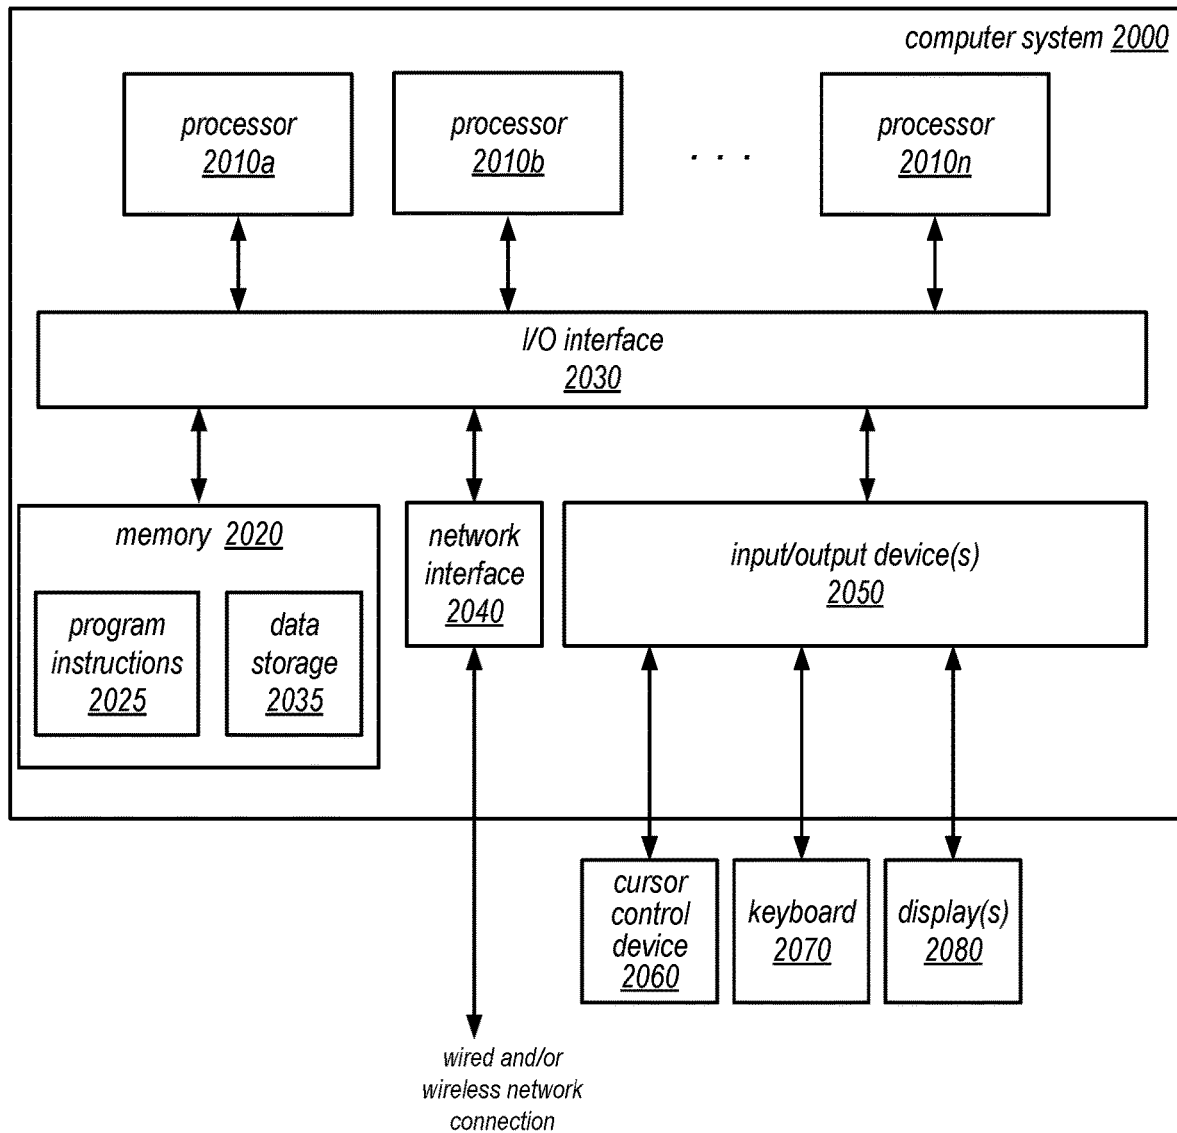 computer system 2000
processor
2010a
processor
2010b
. . .
processor
2010n
I/O interface
2030
memory 2020
program
instructions
2025
data
storage
2035
network
interface
2040
input/output device(s)
2050
cursor
control
device
2060
keyboard
2070
display(s)
2080
wired and/or
wireless network
connection